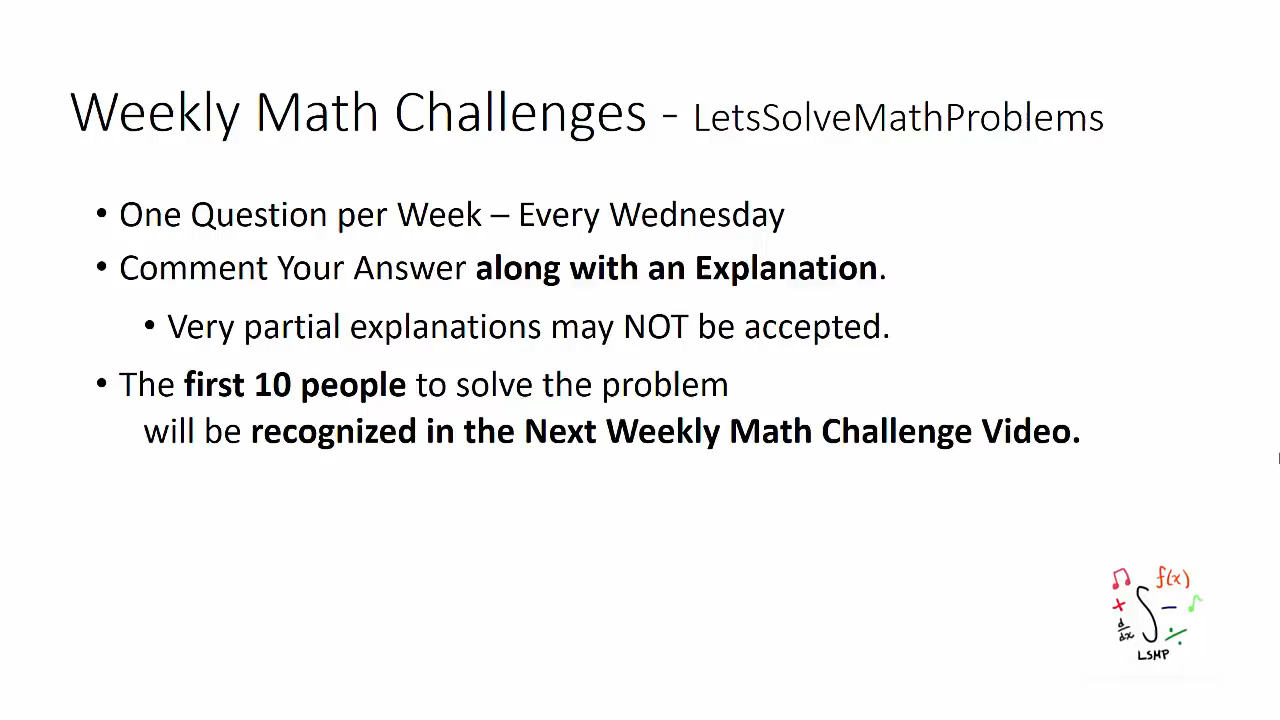 Weekly Math Challenges - LetsSolveMathProblems
• One Question per Week – Every Wednesday
• Comment Your Answer along with an Explanation.
• Very partial explanations may NOT be accepted.
• The first 10 people to solve the problem
will be recognized in the Next Weekly Math Challenge Video.
f(x)
+ ∫ –
d/dx ÷
LSMP